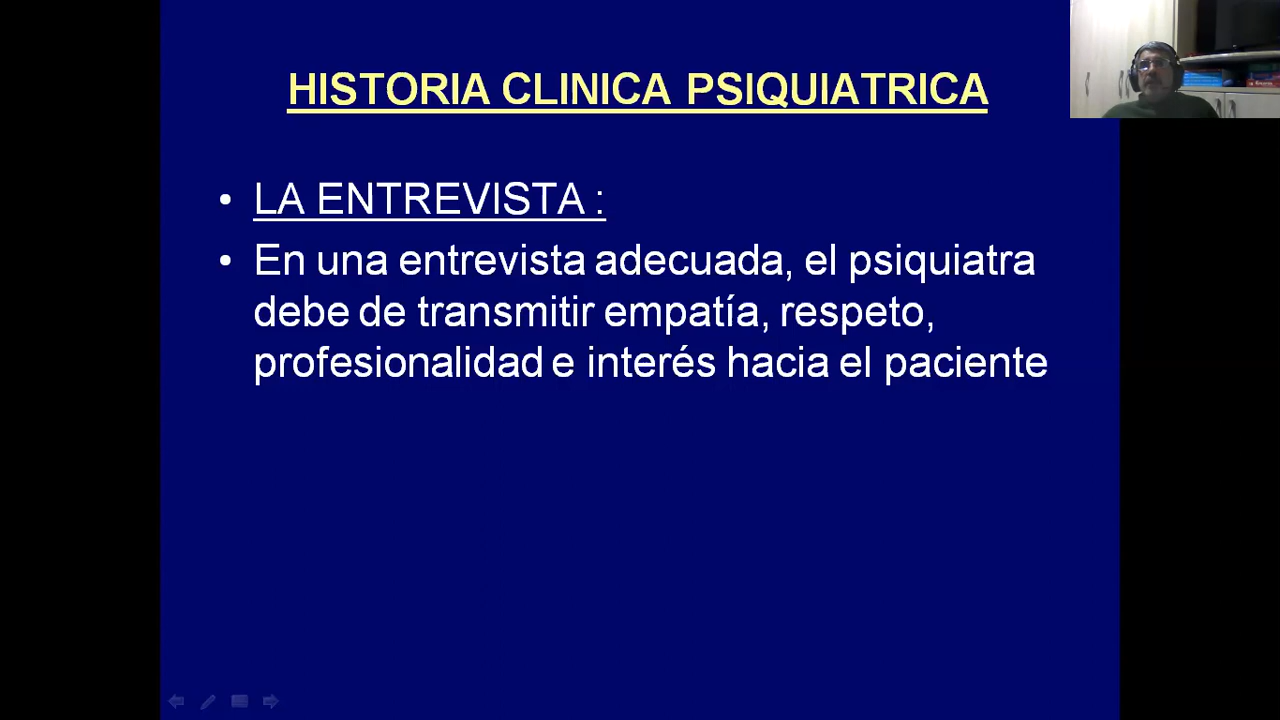 HISTORIA CLINICA PSIQUIATRICA
• LA ENTREVISTA :
• En una entrevista adecuada, el psiquiatra
debe de transmitir empatía, respeto,
profesionalidad e interés hacia el paciente